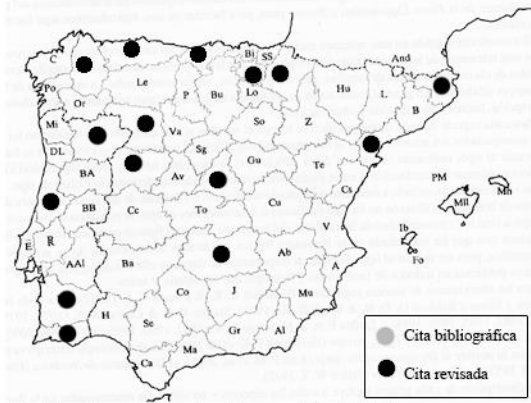 C
Po
Or
Le
P
Bu
Bi
SS
Lo
So
Hu
And
L
B
Z
Mi
DL
Va
Sg
Gu
Te
Cs
BA
Av
BB
Cc
To
Cu
V
E
R
AAl
Ba
Ab
A
PM
Mll
Mn
Ib
Fo
H
Co
J
Mu
Se
Gr
Al
Ca
Ma
Cita bibliográfica
Cita revisada